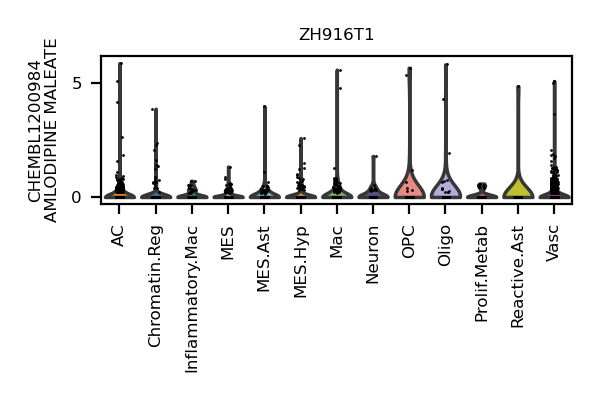 ZH916T1
CHEMBL1200984
AMLODIPINE MALEATE
5
0
AC
Chromatin.Reg
Inflammatory.Mac
MES
MES.Ast
MES.Hyp
Mac
Neuron
OPC
Oligo
Prolif.Metab
Reactive.Ast
Vasc